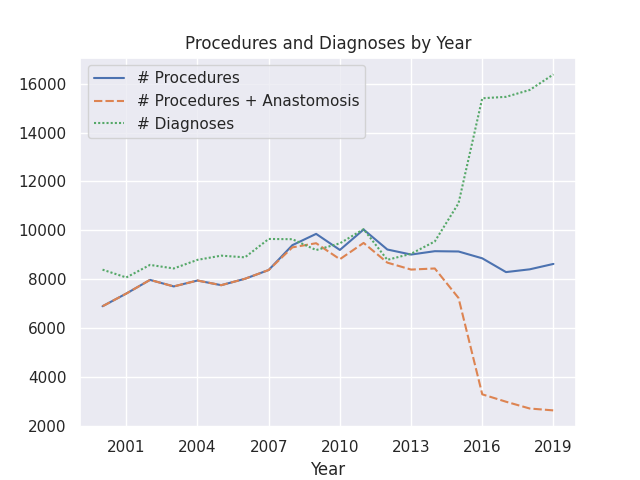 Procedures and Diagnoses by Year
# Procedures
# Procedures + Anastomosis
# Diagnoses
16000
14000
12000
10000
8000
6000
4000
2000
2001 2004 2007 2010 2013 2016 2019
Year